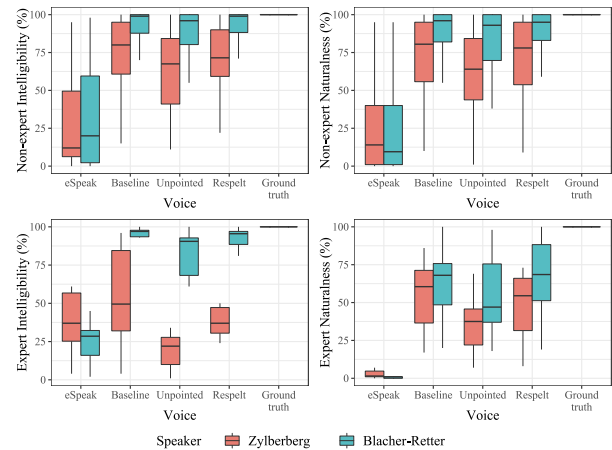 Non-expert Intelligibility (%)
100
75
50
25
0
eSpeak Baseline Unpointed Respelt Ground truth
Voice
Non-expert Naturalness (%)
100
75
50
25
0
eSpeak Baseline Unpointed Respelt Ground truth
Voice
Expert Intelligibility (%)
100
75
50
25
0
eSpeak Baseline Unpointed Respelt Ground truth
Voice
Expert Naturalness (%)
100
75
50
25
0
eSpeak Baseline Unpointed Respelt Ground truth
Voice
Speaker Zylberberg Blacher-Retter